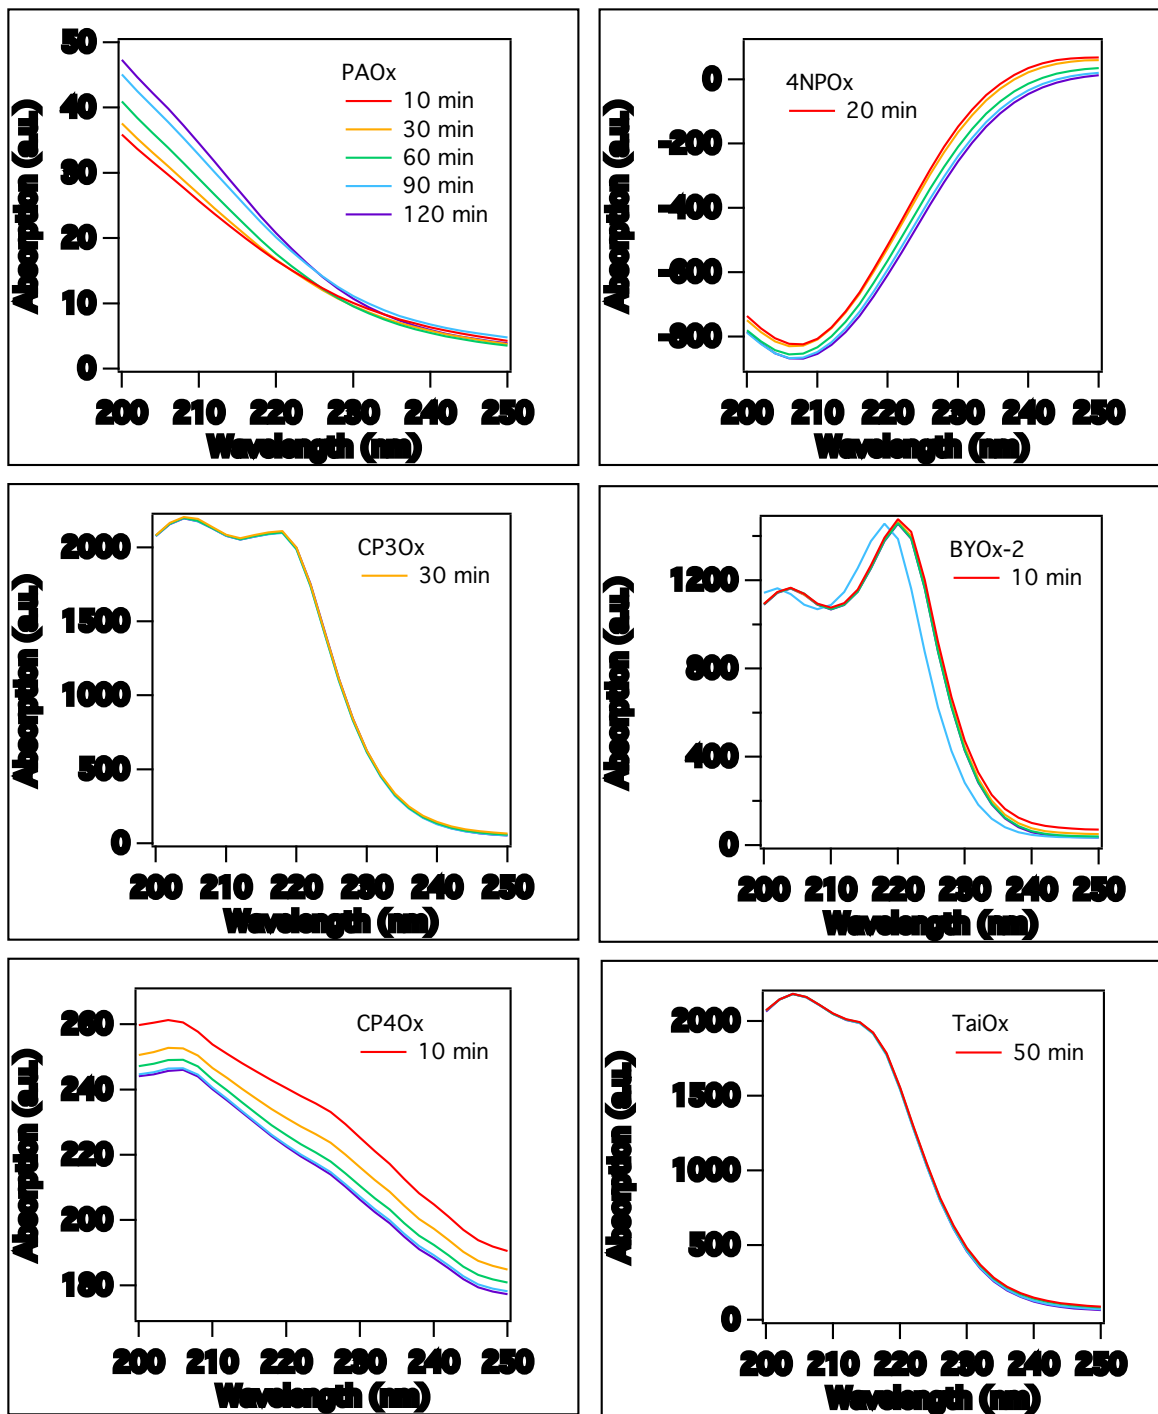 50
40
30
20
10
0
Absorption (a.u.)
PAOx
10 min
30 min
60 min
90 min
120 min
200 210 220 230 240 250
Wavelength (nm)
0
-200
-400
-600
-800
Absorption (a.u.)
4NPOx
20 min
200 210 220 230 240 250
Wavelength (nm)
2000
1500
1000
500
0
Absorption (a.u.)
CP3Ox
30 min
200 210 220 230 240 250
Wavelength (nm)
1200
800
400
0
Absorption (a.u.)
BYOx-2
10 min
200 210 220 230 240 250
Wavelength (nm)
260
240
220
200
180
Absorption (a.u.)
CP4Ox
10 min
200 210 220 230 240 250
Wavelength (nm)
2000
1500
1000
500
0
Absorption (a.u.)
TaiOx
50 min
200 210 220 230 240 250
Wavelength (nm)